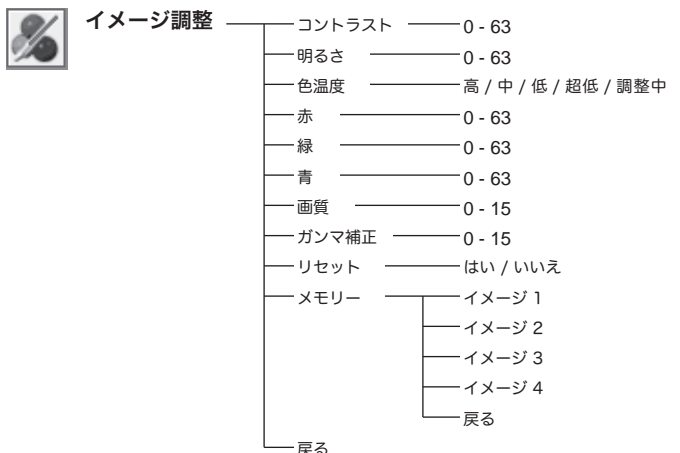 イメージ調整
コントラスト 0 - 63
明るさ 0 - 63
色温度 高 / 中 / 低 / 超低 / 調整中
赤 0 - 63
緑 0 - 63
青 0 - 63
画質 0 - 15
ガンマ補正 0 - 15
リセット はい / いいえ
メモリー イメージ 1
イメージ 2
イメージ 3
イメージ 4
戻る
戻る